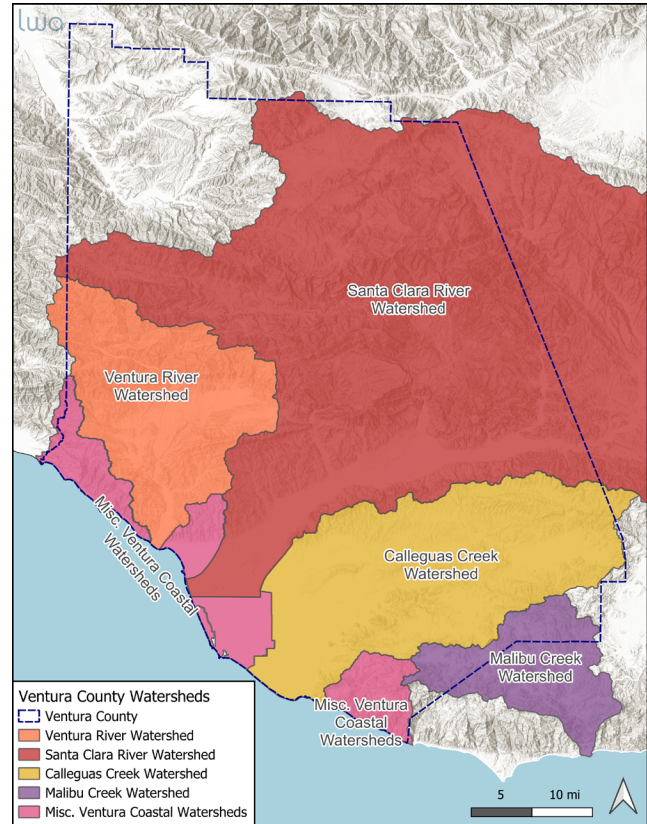 lwa
Santa Clara River
Watershed
Ventura River
Watershed
Misc. Ventura Coastal
Watersheds
Calleguas Creek
Watershed
Malibu Creek
Watershed
Misc. Ventura
Coastal
Watersheds
Ventura County Watersheds
Ventura County
Ventura River Watershed
Santa Clara River Watershed
Calleguas Creek Watershed
Malibu Creek Watershed
Misc. Ventura Coastal Watersheds
5 10 mi